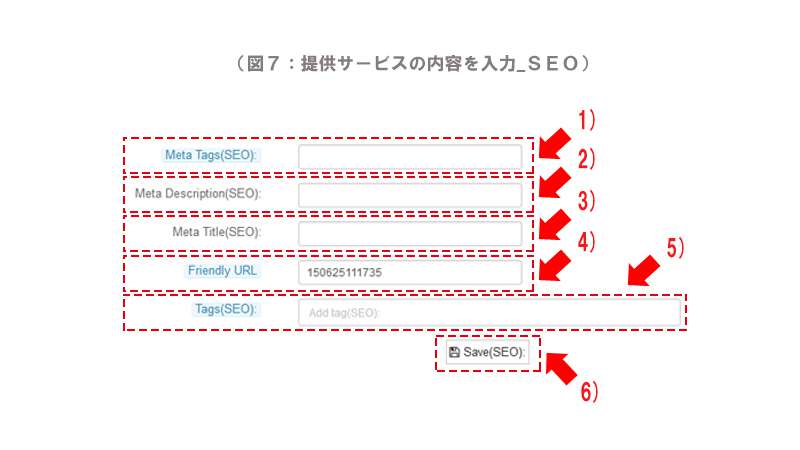 （図７：提供サービスの内容を入力_ＳＥＯ）
1)
Meta Tags(SEO):
2)
Meta Description(SEO):
3)
Meta Title(SEO):
4)
Friendly URL 150625111735
5)
Tags(SEO): Add tag(SEO):
Save(SEO):
6)